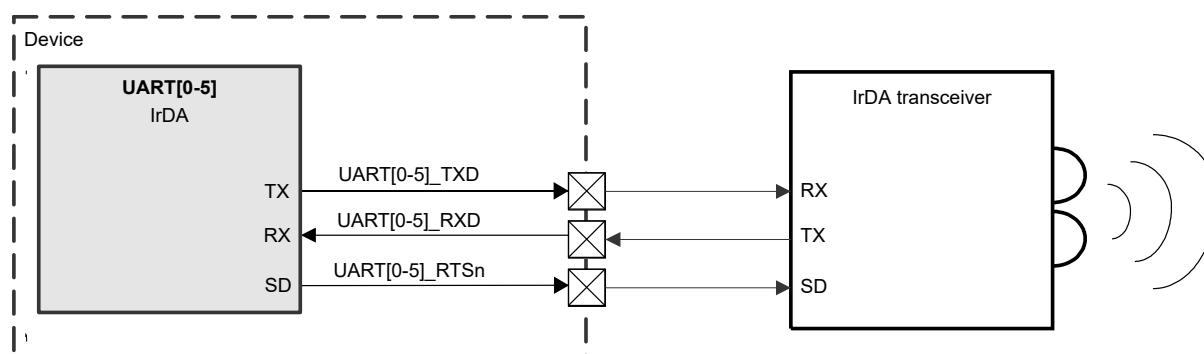 Device
UART[0-5]
IrDA
IrDA transceiver
TX
UART[0-5]_TXD
RX
RX
UART[0-5]_RXD
TX
SD
UART[0-5]_RTSn
SD